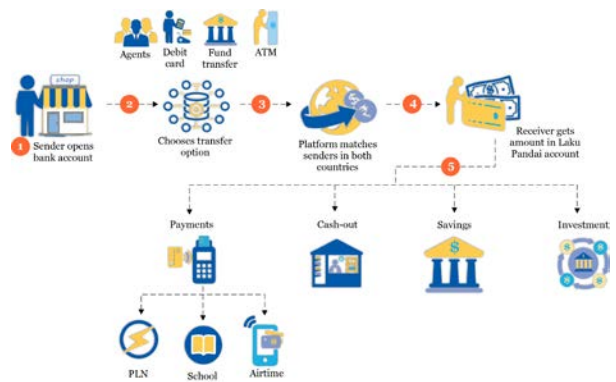 Agents
Debit
card
Fund
transfer
ATM
shop
1 Sender opens
bank account
2
Chooses transfer
option
3
Platform matches
senders in both
countries
4
Receiver gets
amount in Laku
Pandai account
5
Payments
Cash-out
Savings
Investment
PLN
School
Airtime